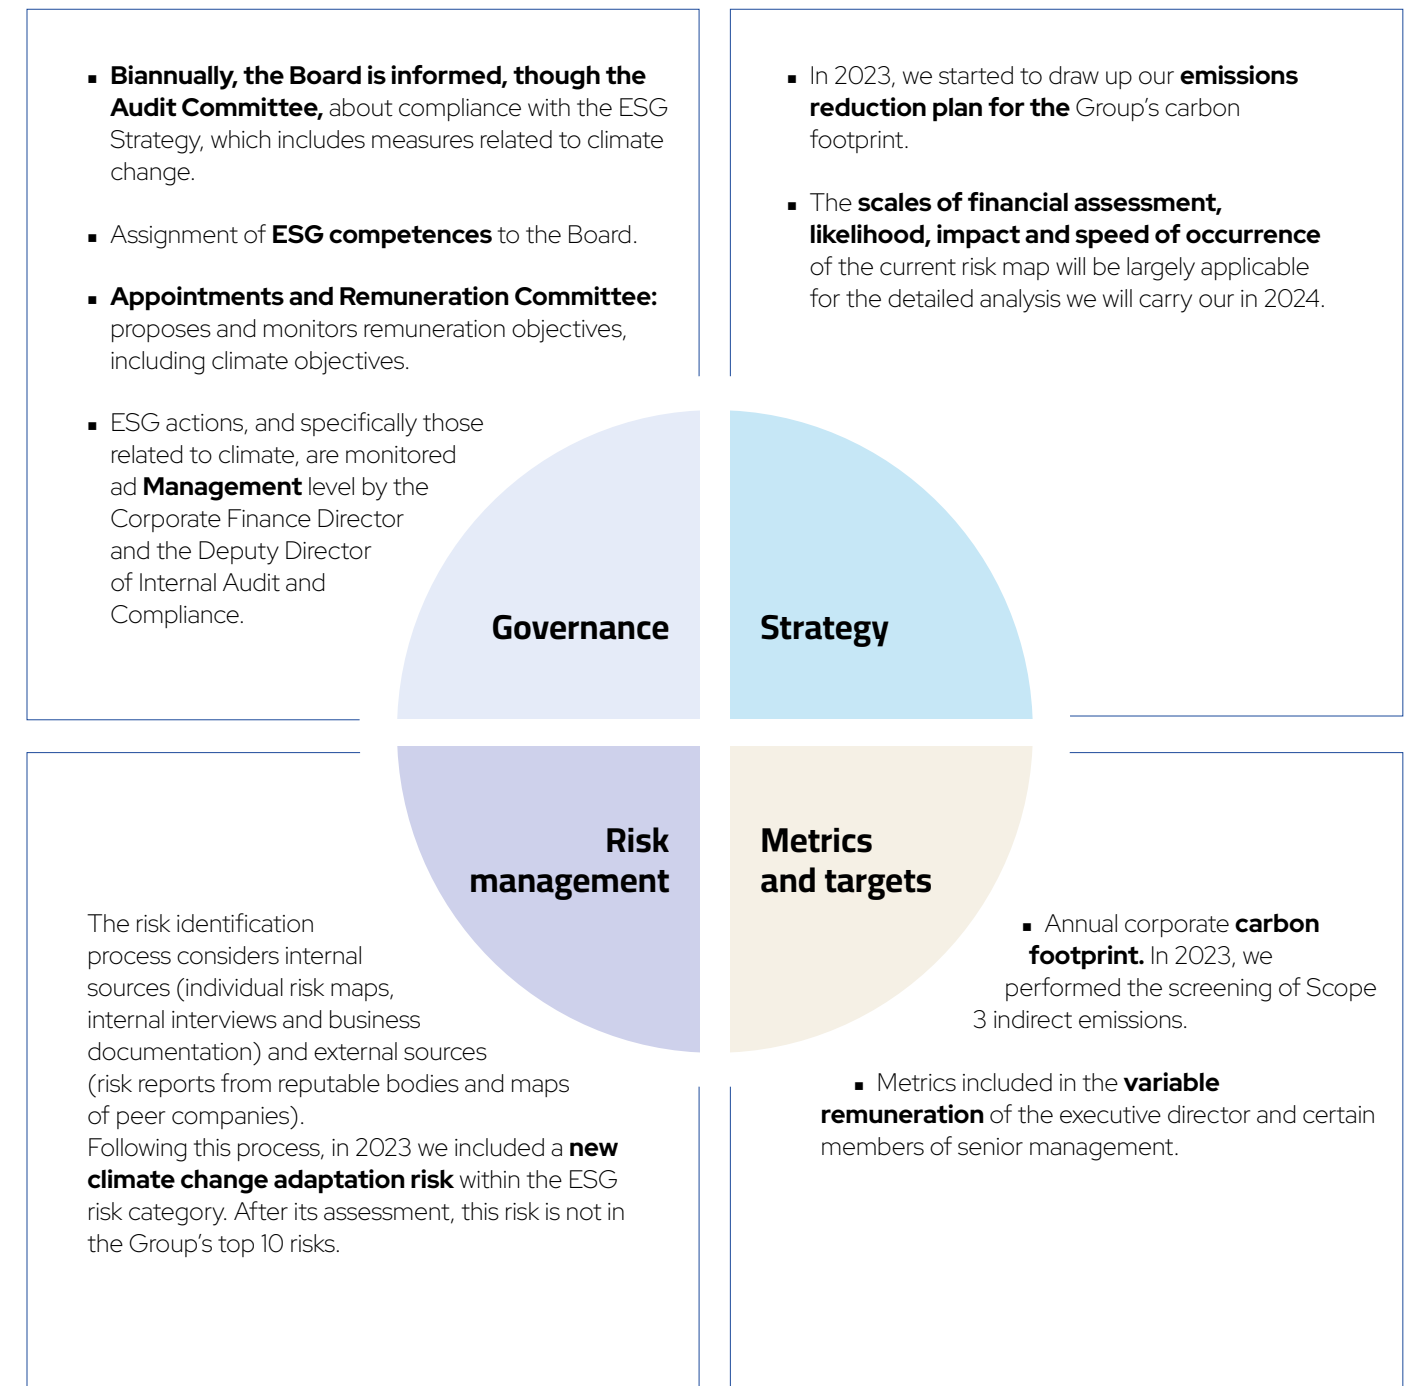 ▪ Biannually, the Board is informed, though the
Audit Committee, about compliance with the ESG
Strategy, which includes measures related to climate
change.
▪ Assignment of ESG competences to the Board.
▪ Appointments and Remuneration Committee:
proposes and monitors remuneration objectives,
including climate objectives.
▪ ESG actions, and specifically those
related to climate, are monitored
ad Management level by the
Corporate Finance Director
and the Deputy Director
of Internal Audit and
Compliance.
Governance
▪ In 2023, we started to draw up our emissions
reduction plan for the Group's carbon
footprint.
▪ The scales of financial assessment,
likelihood, impact and speed of occurrence
of the current risk map will be largely applicable
for the detailed analysis we will carry our in 2024.
Strategy
Risk
management
The risk identification
process considers internal
sources (individual risk maps,
internal interviews and business
documentation) and external sources
(risk reports from reputable bodies and maps
of peer companies).
Following this process, in 2023 we included a new
climate change adaptation risk within the ESG
risk category. After its assessment, this risk is not in
the Group's top 10 risks.
Metrics
and targets
▪ Annual corporate carbon
footprint. In 2023, we
performed the screening of Scope
3 indirect emissions.
▪ Metrics included in the variable
remuneration of the executive director and certain
members of senior management.